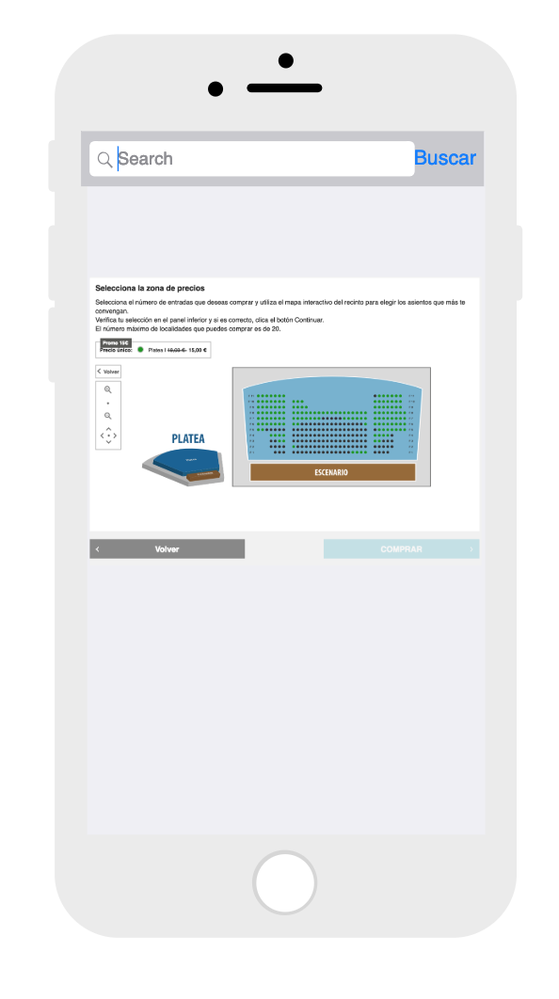 Search
Buscar
Selecciona la zona de precios
Selecciona el número de entradas que deseas comprar y utiliza el mapa interactivo del recinto para elegir los asientos que más te
convengan.
Verifica tu selección en el panel inferior y si es correcto, clica el botón Continuar.
El número máximo de localidades que puedes comprar es de 20.
Promo 15€
Precio único: Platea I 15,00 €
Volver
PLATEA
ESCENARIO
Volver
COMPRAR